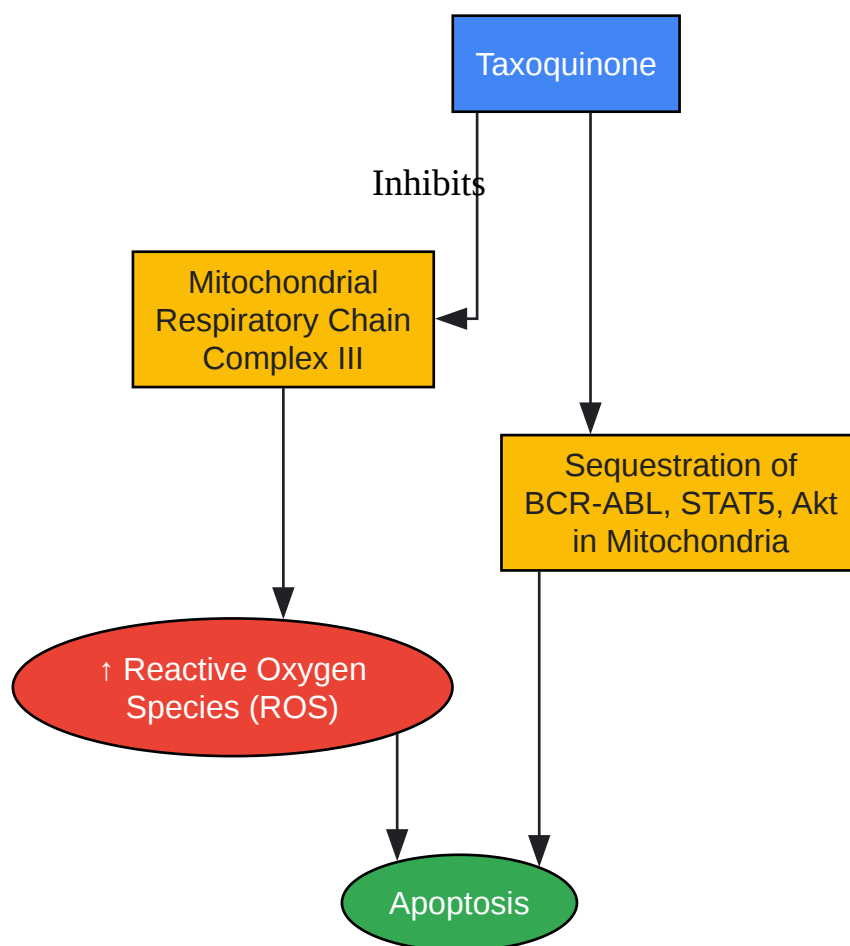 Taxoquinone
Inhibits
Mitochondrial
Respiratory Chain
Complex III
Sequestration of
BCR-ABL, STAT5, Akt
in Mitochondria
↑ Reactive Oxygen
Species (ROS)
Apoptosis